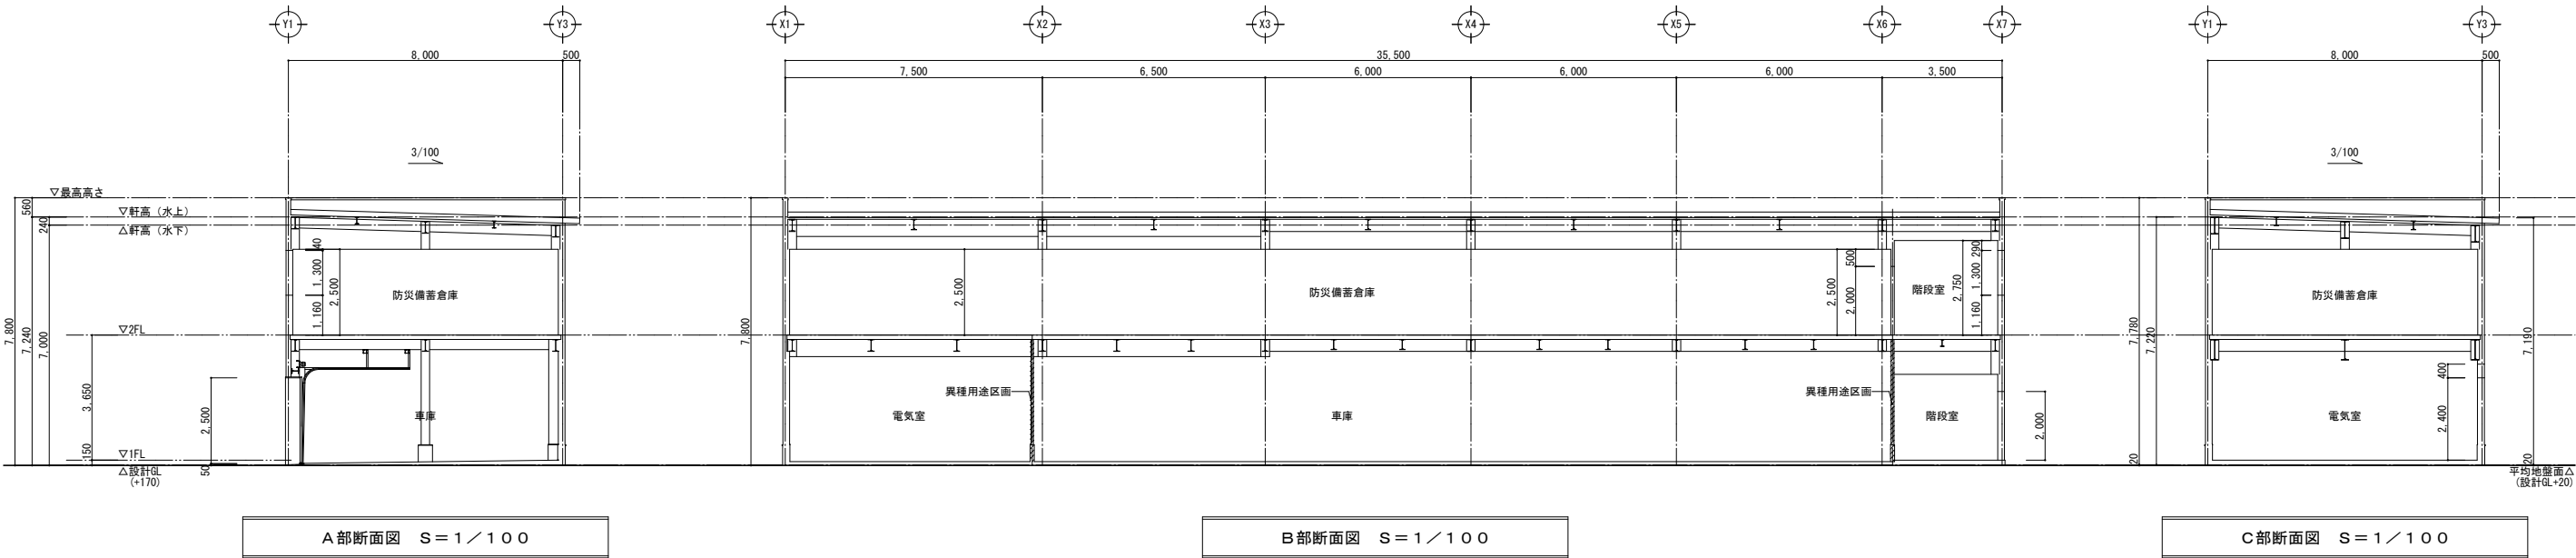 Y1
Y3
X1
X2
X3
X4
X5
X6
X7
Y1
Y3
8,000
500
35,500
8,000
500
7,500
6,500
6,000
6,000
6,000
3,500
3/100
3/100
▽最高高さ
▽軒高（水上）
△軒高（水下）
560
240
7,800
7,240
7,000
40
1,300
1,160
2,500
防災備蓄倉庫
▽2FL
3,650
150
2,500
50
車庫
▽1FL
△設計GL
(+170)
7,800
2,500
防災備蓄倉庫
2,500
500
2,000
階段室
2,750
290
1,300
1,160
異種用途区画
電気室
車庫
異種用途区画
階段室
2,000
7,780
7,220
20
防災備蓄倉庫
電気室
400
2,400
7,190
20
平均地盤面△
(設計GL+20)
A部断面図　S＝1／100
B部断面図　S＝1／100
C部断面図　S＝1／100